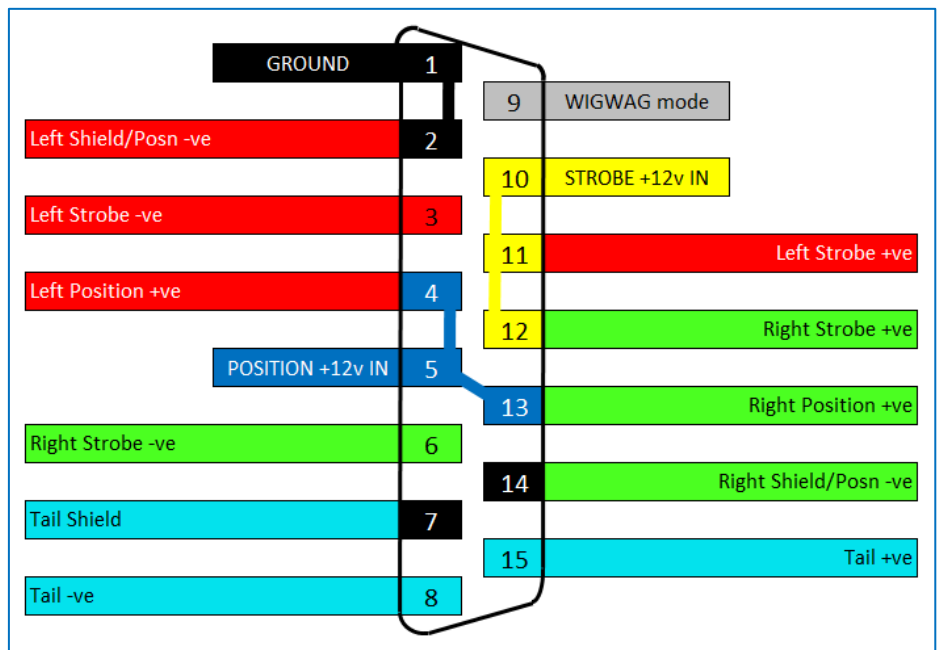 GROUND 1
9 WIGWAG mode
Left Shield/Posn -ve 2
10 STROBE +12v IN
Left Strobe -ve 3
11 Left Strobe +ve
Left Position +ve 4
12 Right Strobe +ve
POSITION +12v IN 5
13 Right Position +ve
Right Strobe -ve 6
14 Right Shield/Posn -ve
Tail Shield 7
15 Tail +ve
Tail -ve 8